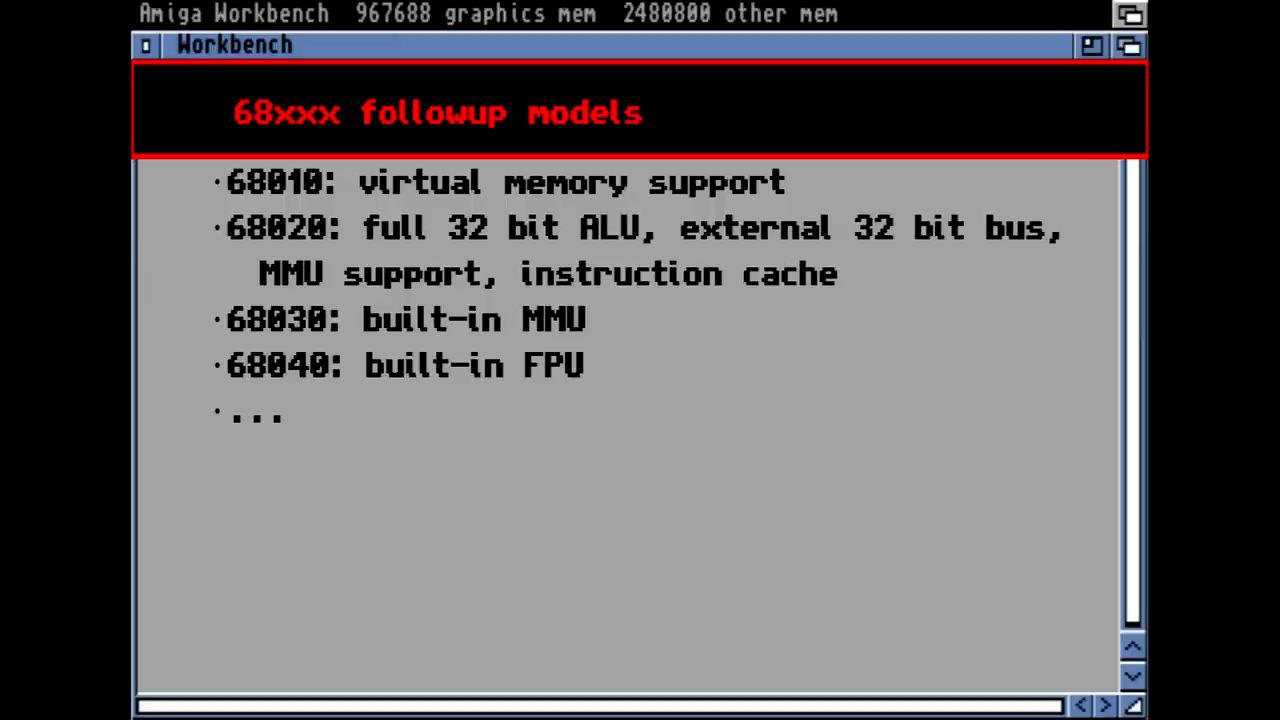 Amiga Workbench 967688 graphics mem 2480800 other mem
Workbench
68xxx followup models
·68010: virtual memory support
·68020: full 32 bit ALU, external 32 bit bus,
MMU support, instruction cache
·68030: built-in MMU
·68040: built-in FPU
·...